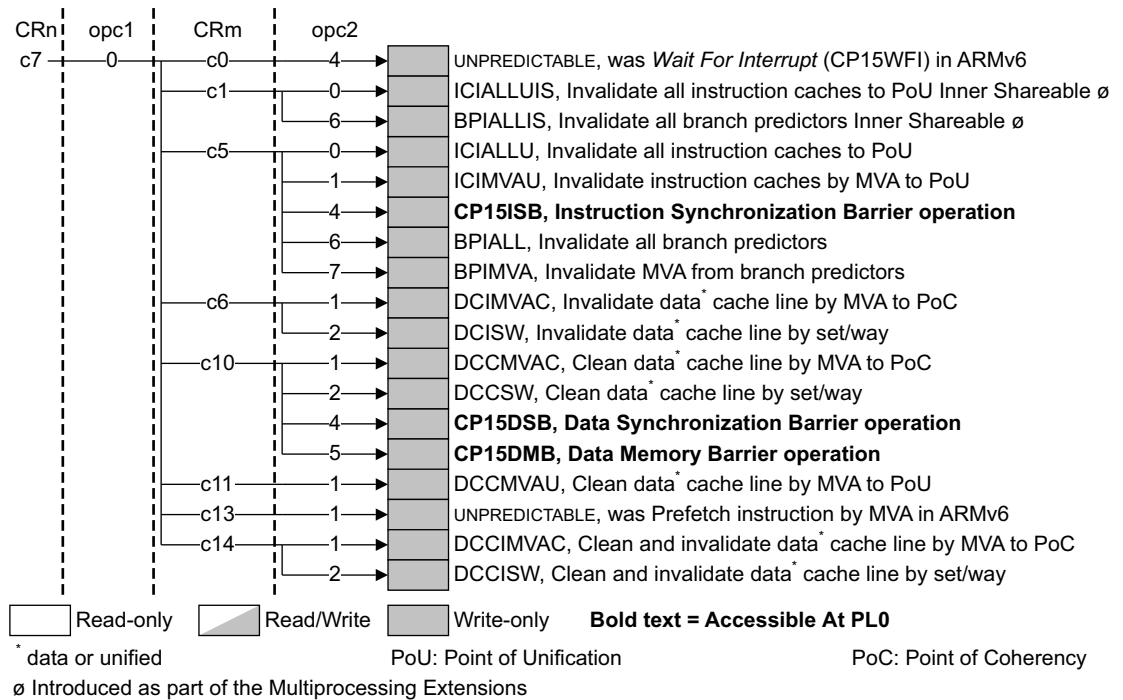 CRn opc1 CRm opc2
c7 0 c0 4 UNPREDICTABLE, was Wait For Interrupt (CP15WFI) in ARMv6
c1 0 ICIALLUIS, Invalidate all instruction caches to PoU Inner Shareable ø
6 BPIALLIS, Invalidate all branch predictors Inner Shareable ø
c5 0 ICIALLU, Invalidate all instruction caches to PoU
1 ICIMVAU, Invalidate instruction caches by MVA to PoU
4 CP15ISB, Instruction Synchronization Barrier operation
6 BPIALL, Invalidate all branch predictors
7 BPIMVA, Invalidate MVA from branch predictors
c6 1 DCIMVAC, Invalidate data* cache line by MVA to PoC
2 DCISW, Invalidate data* cache line by set/way
c10 1 DCCMVAC, Clean data* cache line by MVA to PoC
2 DCCSW, Clean data* cache line by set/way
4 CP15DSB, Data Synchronization Barrier operation
5 CP15DMB, Data Memory Barrier operation
c11 1 DCCMVAU, Clean data* cache line by MVA to PoU
c13 1 UNPREDICTABLE, was Prefetch instruction by MVA in ARMv6
c14 1 DCCIMVAC, Clean and invalidate data* cache line by MVA to PoC
2 DCCISW, Clean and invalidate data* cache line by set/way
Read-only Read/Write Write-only Bold text = Accessible At PL0
* data or unified PoU: Point of Unification PoC: Point of Coherency
ø Introduced as part of the Multiprocessing Extensions